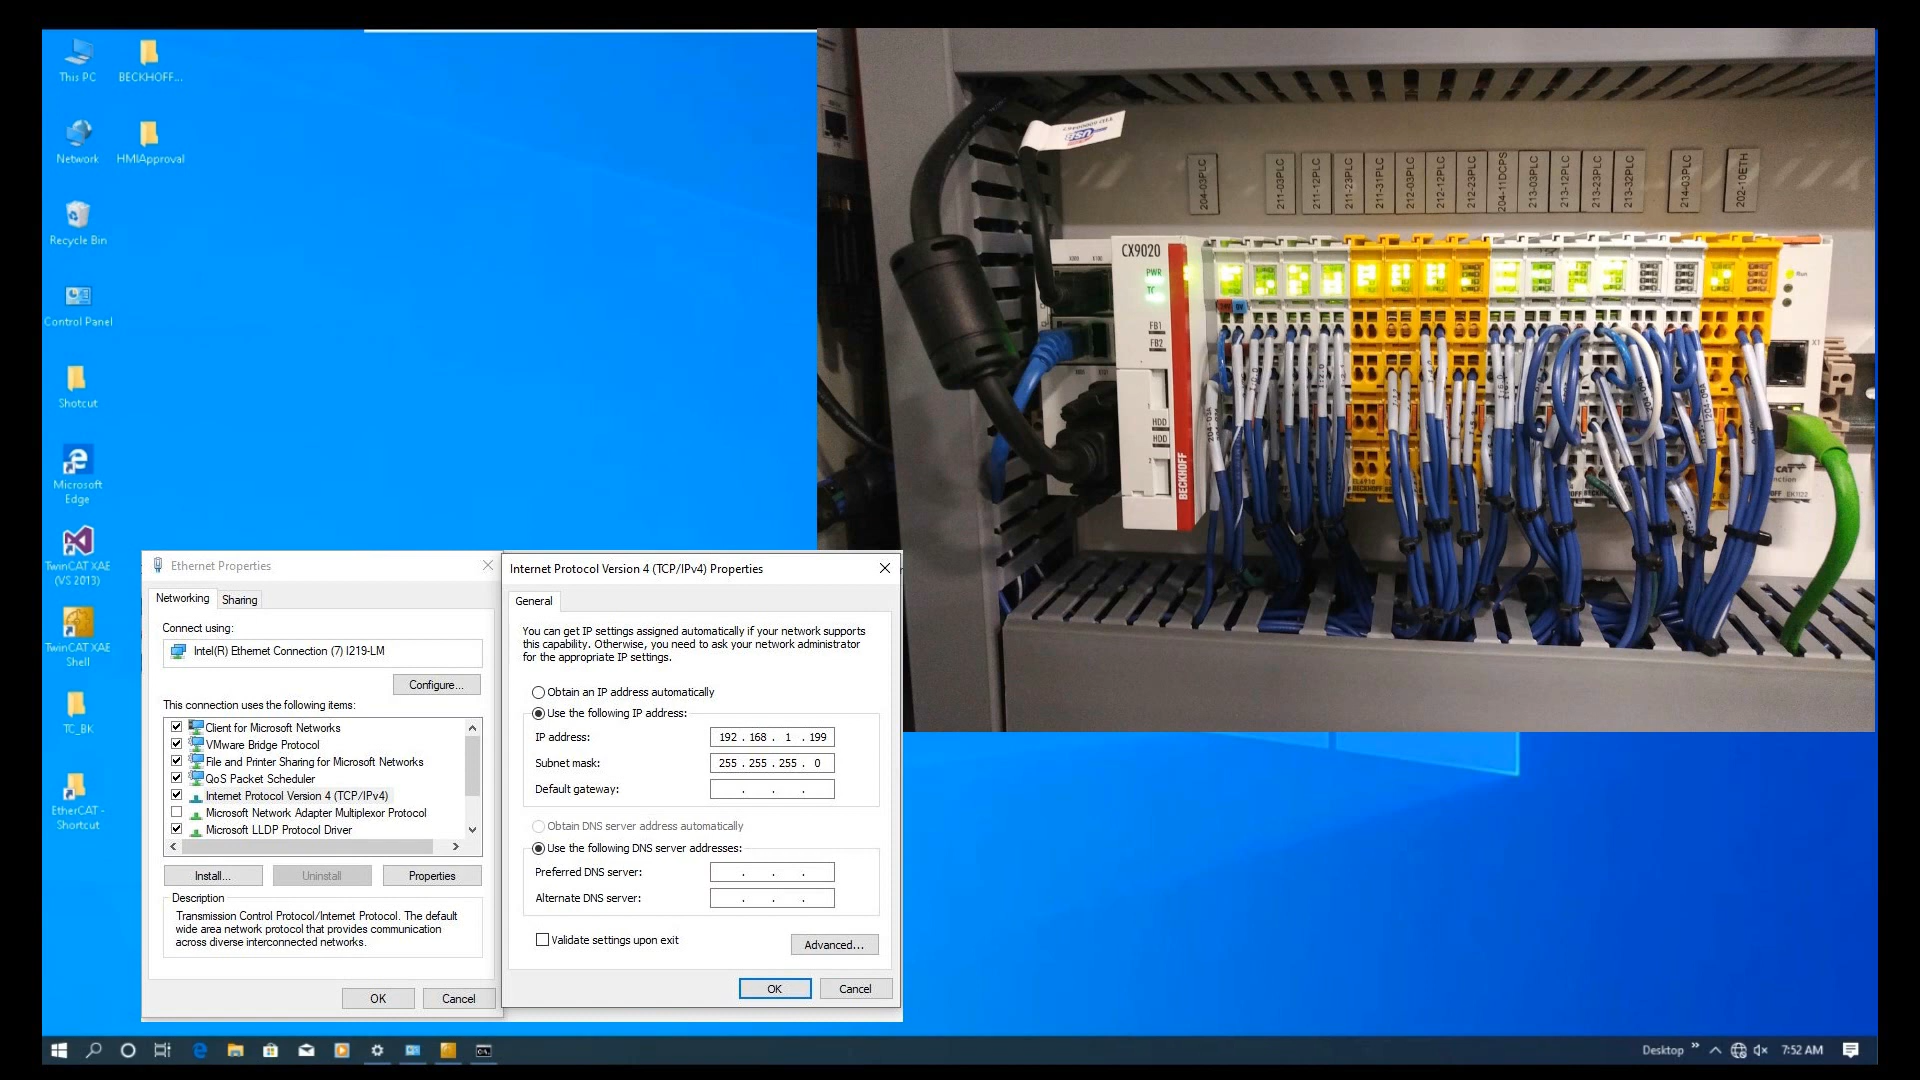 This PC
BECKHOFF...
Network
HMIApproval
Recycle Bin
Control Panel
Shotcut
Microsoft
Edge
TwinCAT XAE
(VS 2013)
TwinCAT XAE
Shell
TC_BK
EtherCAT -
Shortcut
Ethernet Properties
Networking
Sharing
Connect using:
Intel(R) Ethernet Connection (7) I219-LM
Configure...
This connection uses the following items:
Client for Microsoft Networks
VMware Bridge Protocol
File and Printer Sharing for Microsoft Networks
QoS Packet Scheduler
Internet Protocol Version 4 (TCP/IPv4)
Microsoft Network Adapter Multiplexor Protocol
Microsoft LLDP Protocol Driver
Install...
Uninstall
Properties
Description
Transmission Control Protocol/Internet Protocol. The default
wide area network protocol that provides communication
across diverse interconnected networks.
OK
Cancel
Internet Protocol Version 4 (TCP/IPv4) Properties
General
You can get IP settings assigned automatically if your network supports
this capability. Otherwise, you need to ask your network administrator
for the appropriate IP settings.
Obtain an IP address automatically
Use the following IP address:
IP address: 192 . 168 . 1 . 199
Subnet mask: 255 . 255 . 255 . 0
Default gateway: . . .
Obtain DNS server address automatically
Use the following DNS server addresses:
Preferred DNS server: . . .
Alternate DNS server: . . .
Validate settings upon exit
Advanced...
OK
Cancel
204-03PLC
211-03PLC
211-12PLC
211-23PLC
211-31PLC
212-03PLC
212-12PLC
212-23PLC
204-11DCPS
213-03PLC
213-12PLC
213-23PLC
213-32PLC
214-03PLC
202-10ETH
CX9020
PWR
TC
FB1
FB2
HDD
HDD
BECKHOFF
Run
X1
EK1122
Desktop
7:52 AM